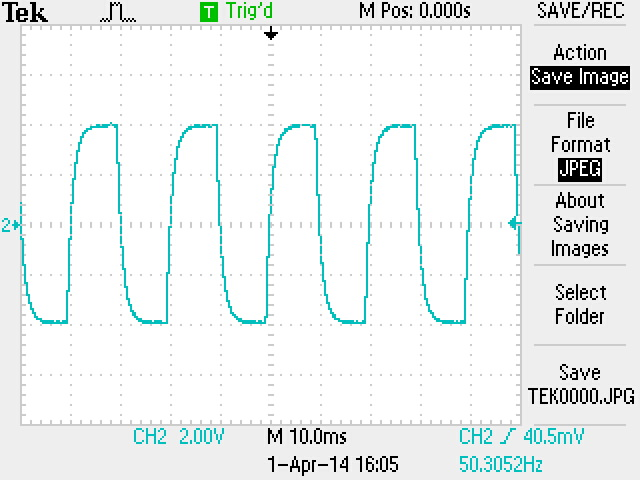 Tek T Trig'd M Pos: 0.000s SAVE/REC
Action
Save Image
File
Format
JPEG
About
Saving
Images
2
Select
Folder
Save
TEK0000.JPG
CH2 2.00V M 10.0ms CH2 40.5mV
1-Apr-14 16:05 50.3052Hz